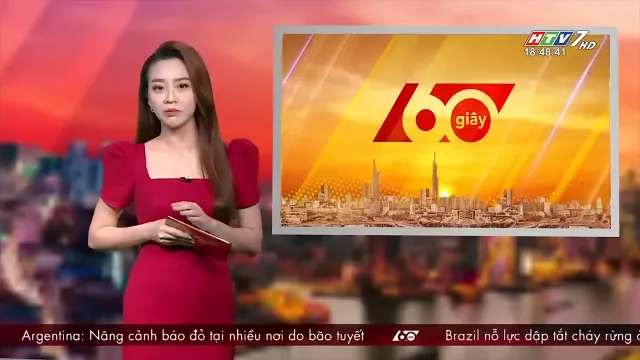 HTV7 HD
18:48:41
60 giây
Argentina: Nâng cảnh báo đỏ tại nhiều nơi do bão tuyết
60
Brazil nỗ lực dập tắt cháy rừng